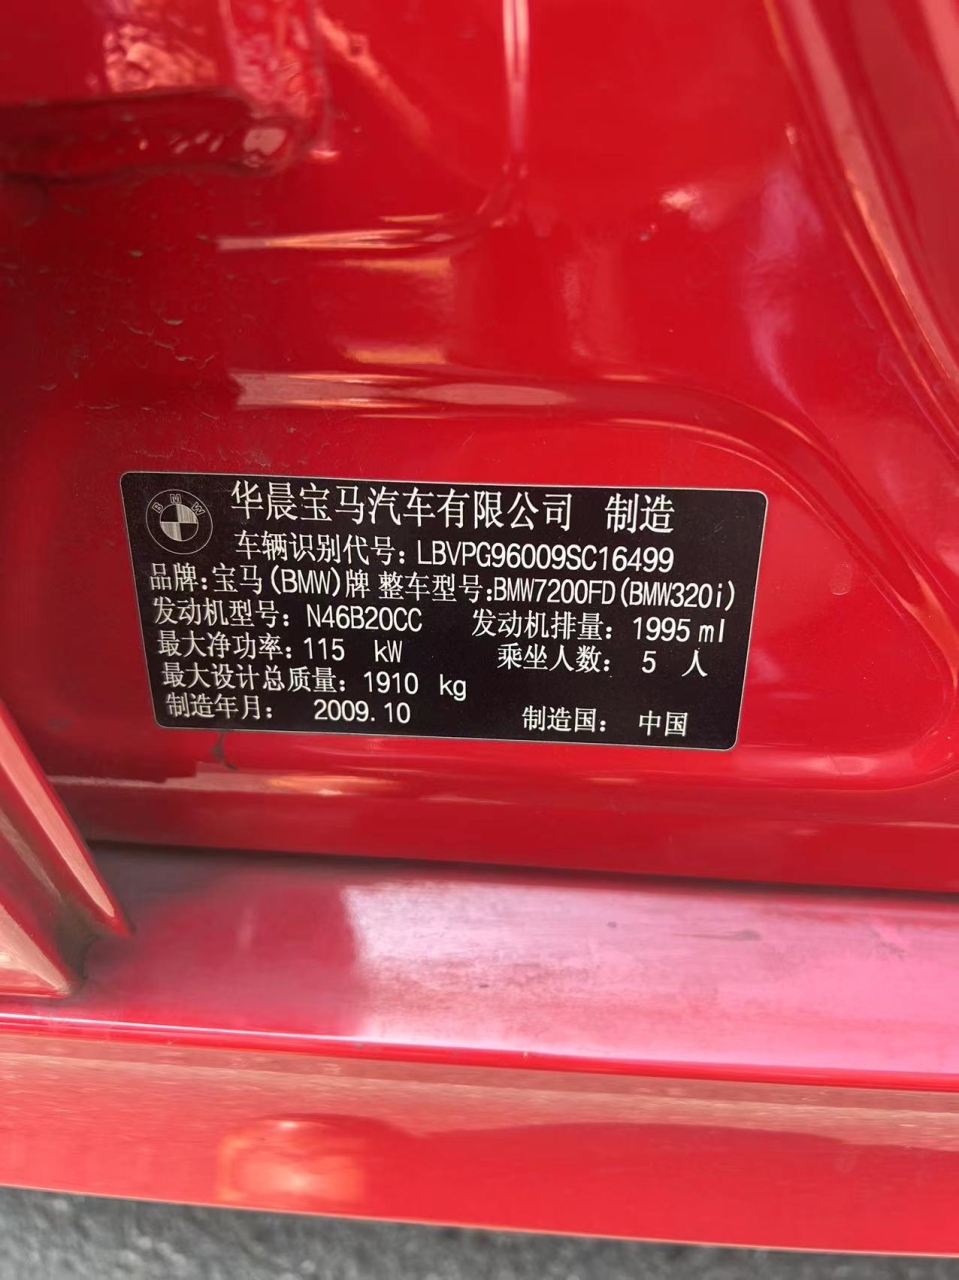 BMW
华晨宝马汽车有限公司 制造
车辆识别代号: LBVPG96009SC16499
品牌: 宝马(BMW)牌 整车型号: BMW7200FD(BMW320i)
发动机型号: N46B20CC 发动机排量: 1995 ml
最大净功率: 115 kW 乘坐人数: 5 人
最大设计总质量: 1910 kg
制造年月: 2009.10 制造国: 中国